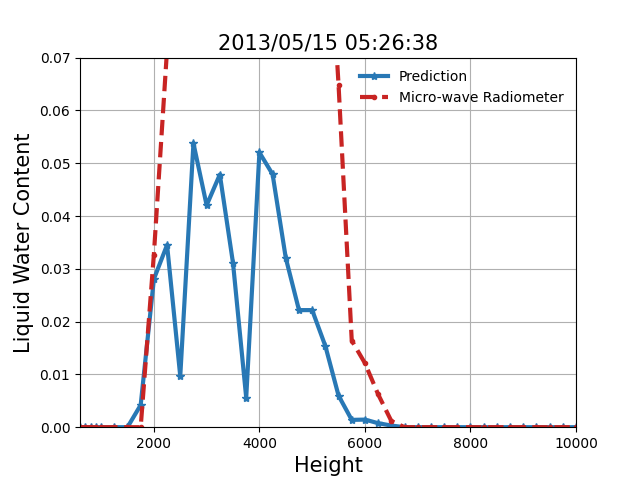 2013/05/15 05:26:38
Prediction
Micro-wave Radiometer
Liquid Water Content
0.07
0.06
0.05
0.04
0.03
0.02
0.01
0.00
2000 4000 6000 8000 10000
Height